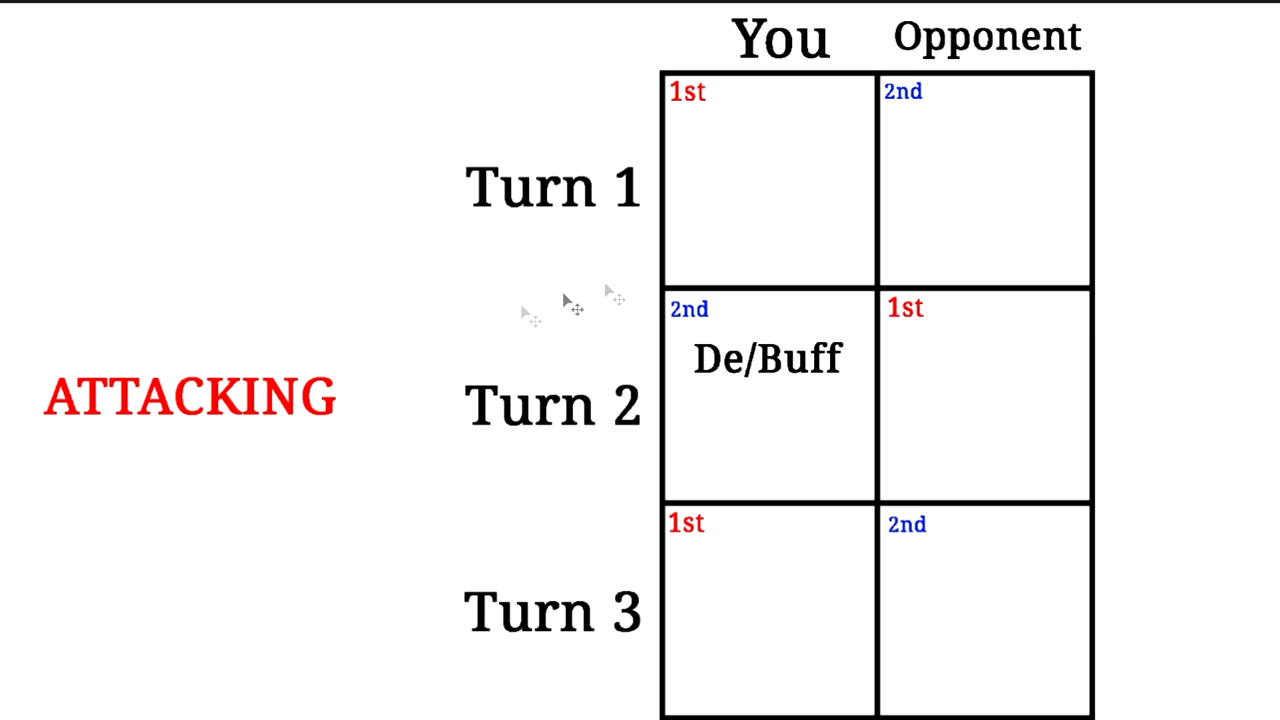 You Opponent
1st 2nd
Turn 1
2nd 1st
De/Buff
ATTACKING Turn 2
1st 2nd
Turn 3